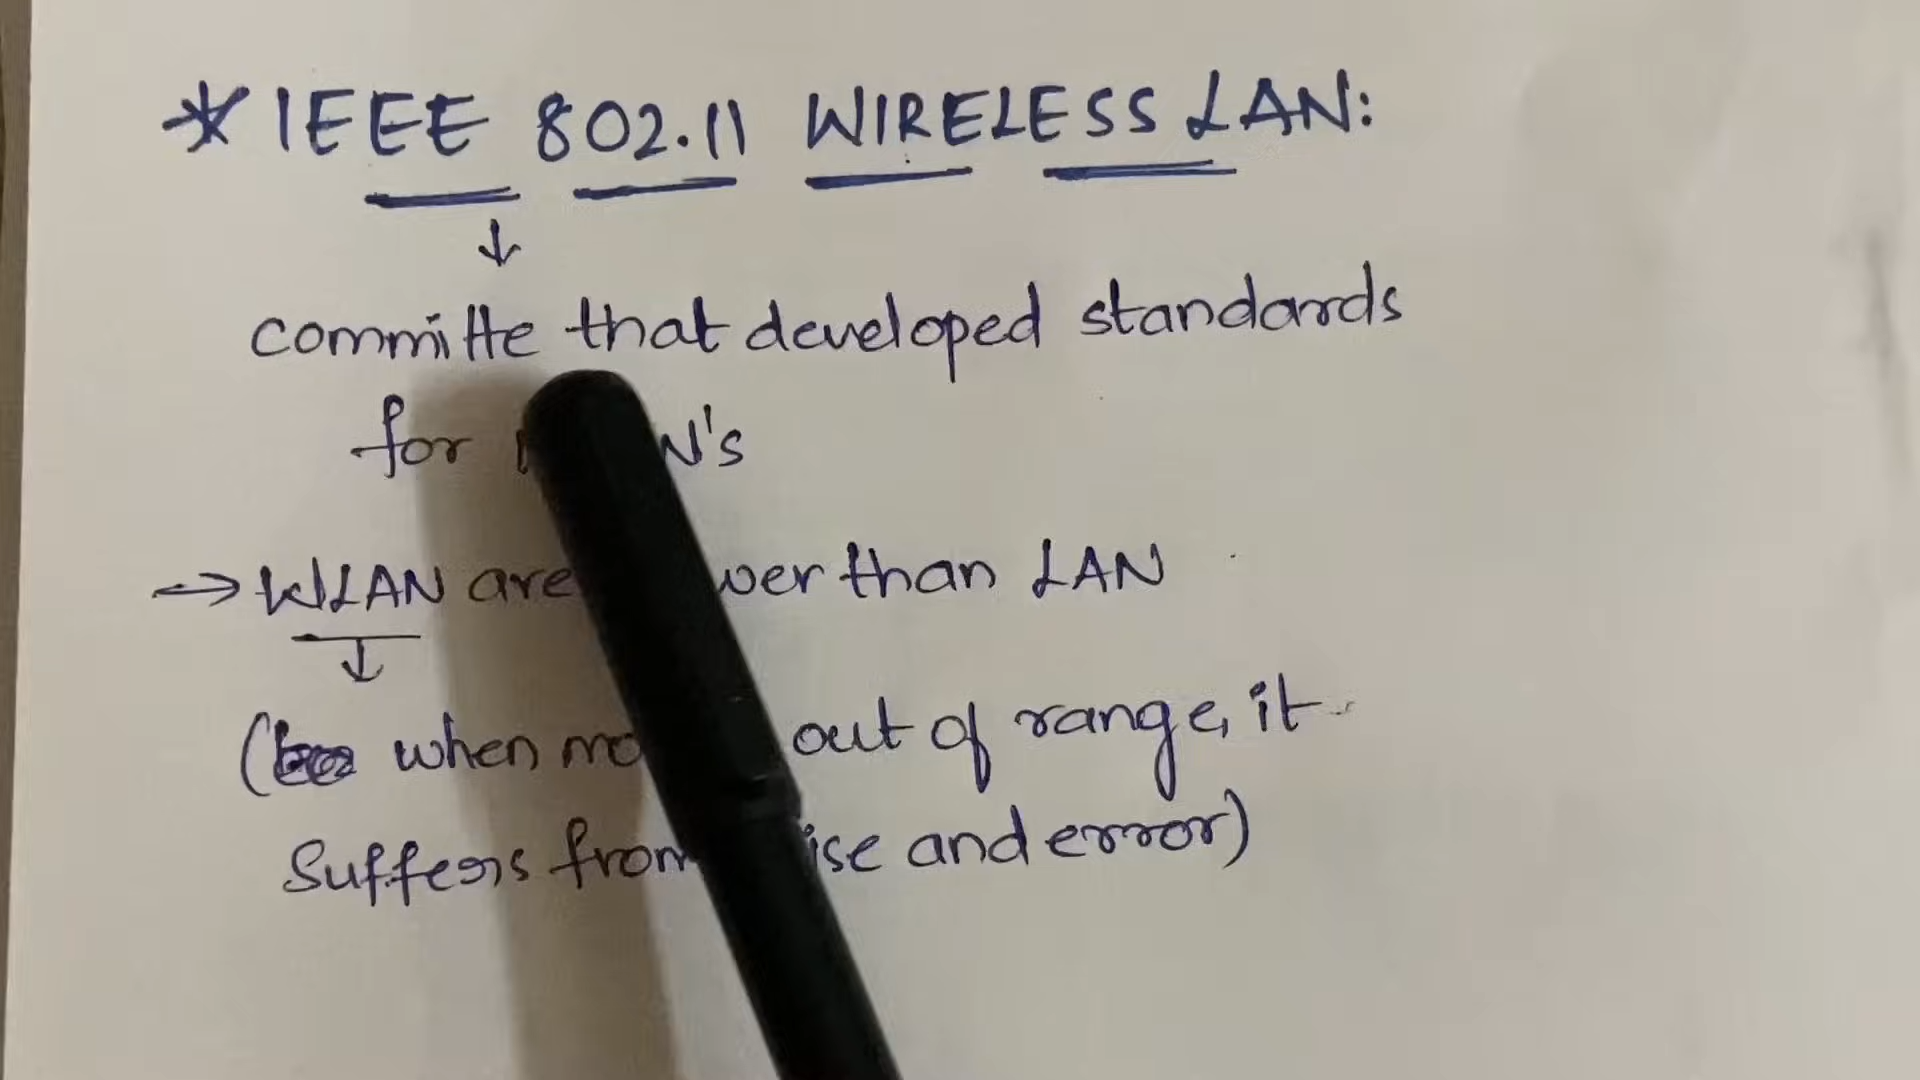 * IEEE 802.11 WIRELESS LAN:
↓
committe that developed standards
for N's
→ WLAN are wer than LAN
↓
( when mo out of range, it
Suffers from ise and error)